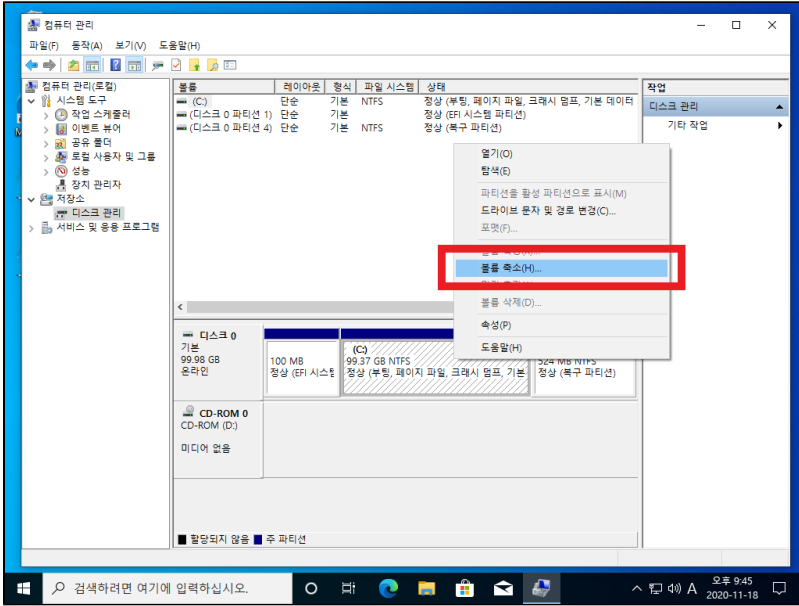 컴퓨터 관리
파일(F) 동작(A) 보기(V) 도움말(H)
컴퓨터 관리(로컬)
시스템 도구
작업 스케줄러
이벤트 뷰어
공유 폴더
로컬 사용자 및 그룹
성능
장치 관리자
저장소
디스크 관리
서비스 및 응용 프로그램
볼륨 레이아웃 형식 파일 시스템 상태
(C:) 단순 기본 NTFS 정상 (부팅, 페이지 파일, 크래시 덤프, 기본 데이터
(디스크 0 파티션 1) 단순 기본 정상 (EFI 시스템 파티션)
(디스크 0 파티션 4) 단순 기본 NTFS 정상 (복구 파티션)
작업
디스크 관리
기타 작업
열기(O)
탐색(E)
파티션을 활성 파티션으로 표시(M)
드라이브 문자 및 경로 변경(C)...
포맷(F)...
볼륨 축소(H)...
볼륨 삭제(D)...
속성(P)
도움말(H)
디스크 0
기본
99.98 GB
온라인
100 MB
정상 (EFI 시스템
(C:)
99.37 GB NTFS
정상 (부팅, 페이지 파일, 크래시 덤프, 기본
524 MB NTFS
정상 (복구 파티션)
CD-ROM 0
CD-ROM (D:)
미디어 없음
할당되지 않음 주 파티션
검색하려면 여기에 입력하십시오.
A
오후 9:45
2020-11-18